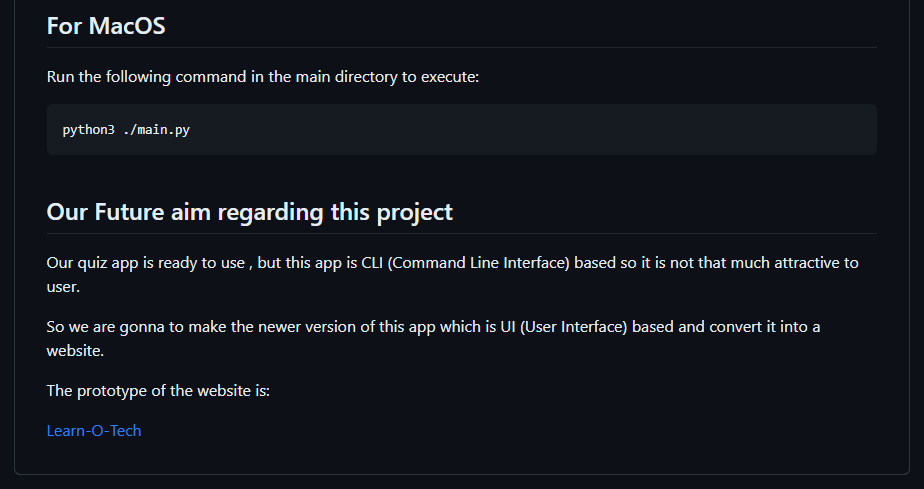 For MacOS
Run the following command in the main directory to execute:
python3 ./main.py
Our Future aim regarding this project
Our quiz app is ready to use , but this app is CLI (Command Line Interface) based so it is not that much attractive to
user.
So we are gonna to make the newer version of this app which is UI (User Interface) based and convert it into a
website.
The prototype of the website is:
Learn-O-Tech